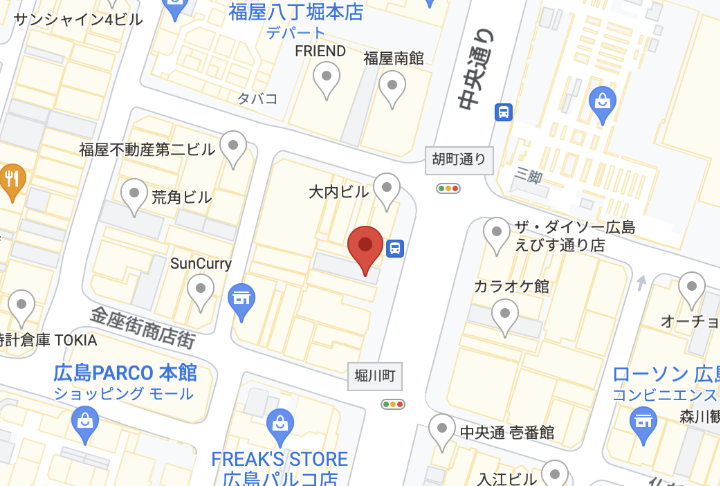 サンシャイン4ビル
福屋八丁堀本店
デパート
FRIEND
福屋南館
中央通り
タバコ
福屋不動産第二ビル
胡町通り
三脚
荒角ビル
大内ビル
ザ・ダイソー広島
えびす通り店
SunCurry
カラオケ館
金座街商店街
時計倉庫 TOKIA
オーチョ
広島PARCO 本館
ショッピング モール
堀川町
ローソン 広島
コンビニエンス
森川観
中央通 壱番館
FREAK'S STORE
広島パルコ店
入江ビル